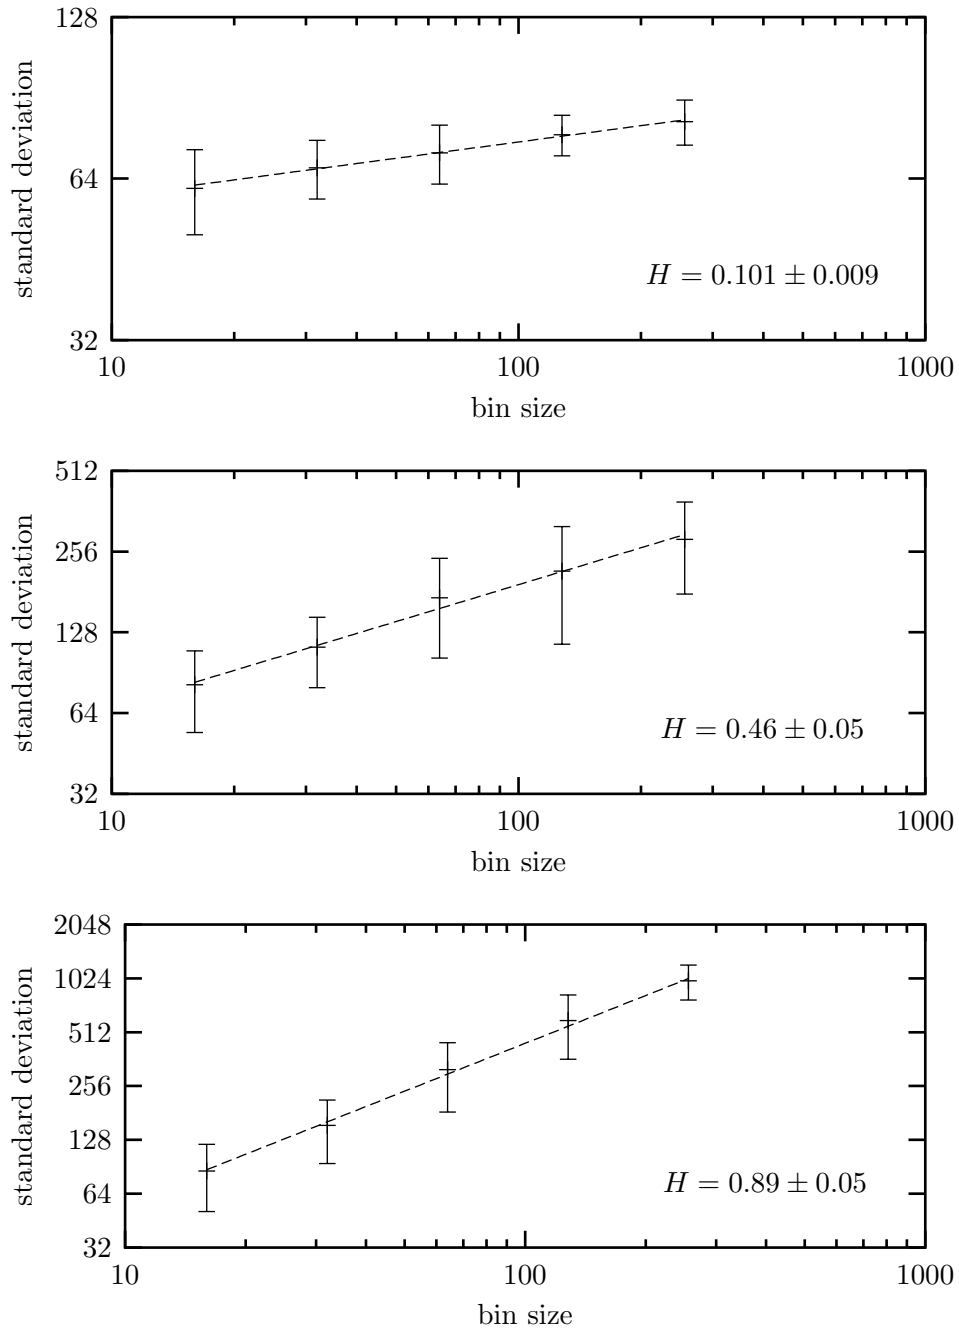 128
64
32
standard deviation
H = 0.101 ± 0.009
10 100 1000
bin size
512
256
128
64
32
standard deviation
H = 0.46 ± 0.05
10 100 1000
bin size
2048
1024
512
256
128
64
32
standard deviation
H = 0.89 ± 0.05
10 100 1000
bin size